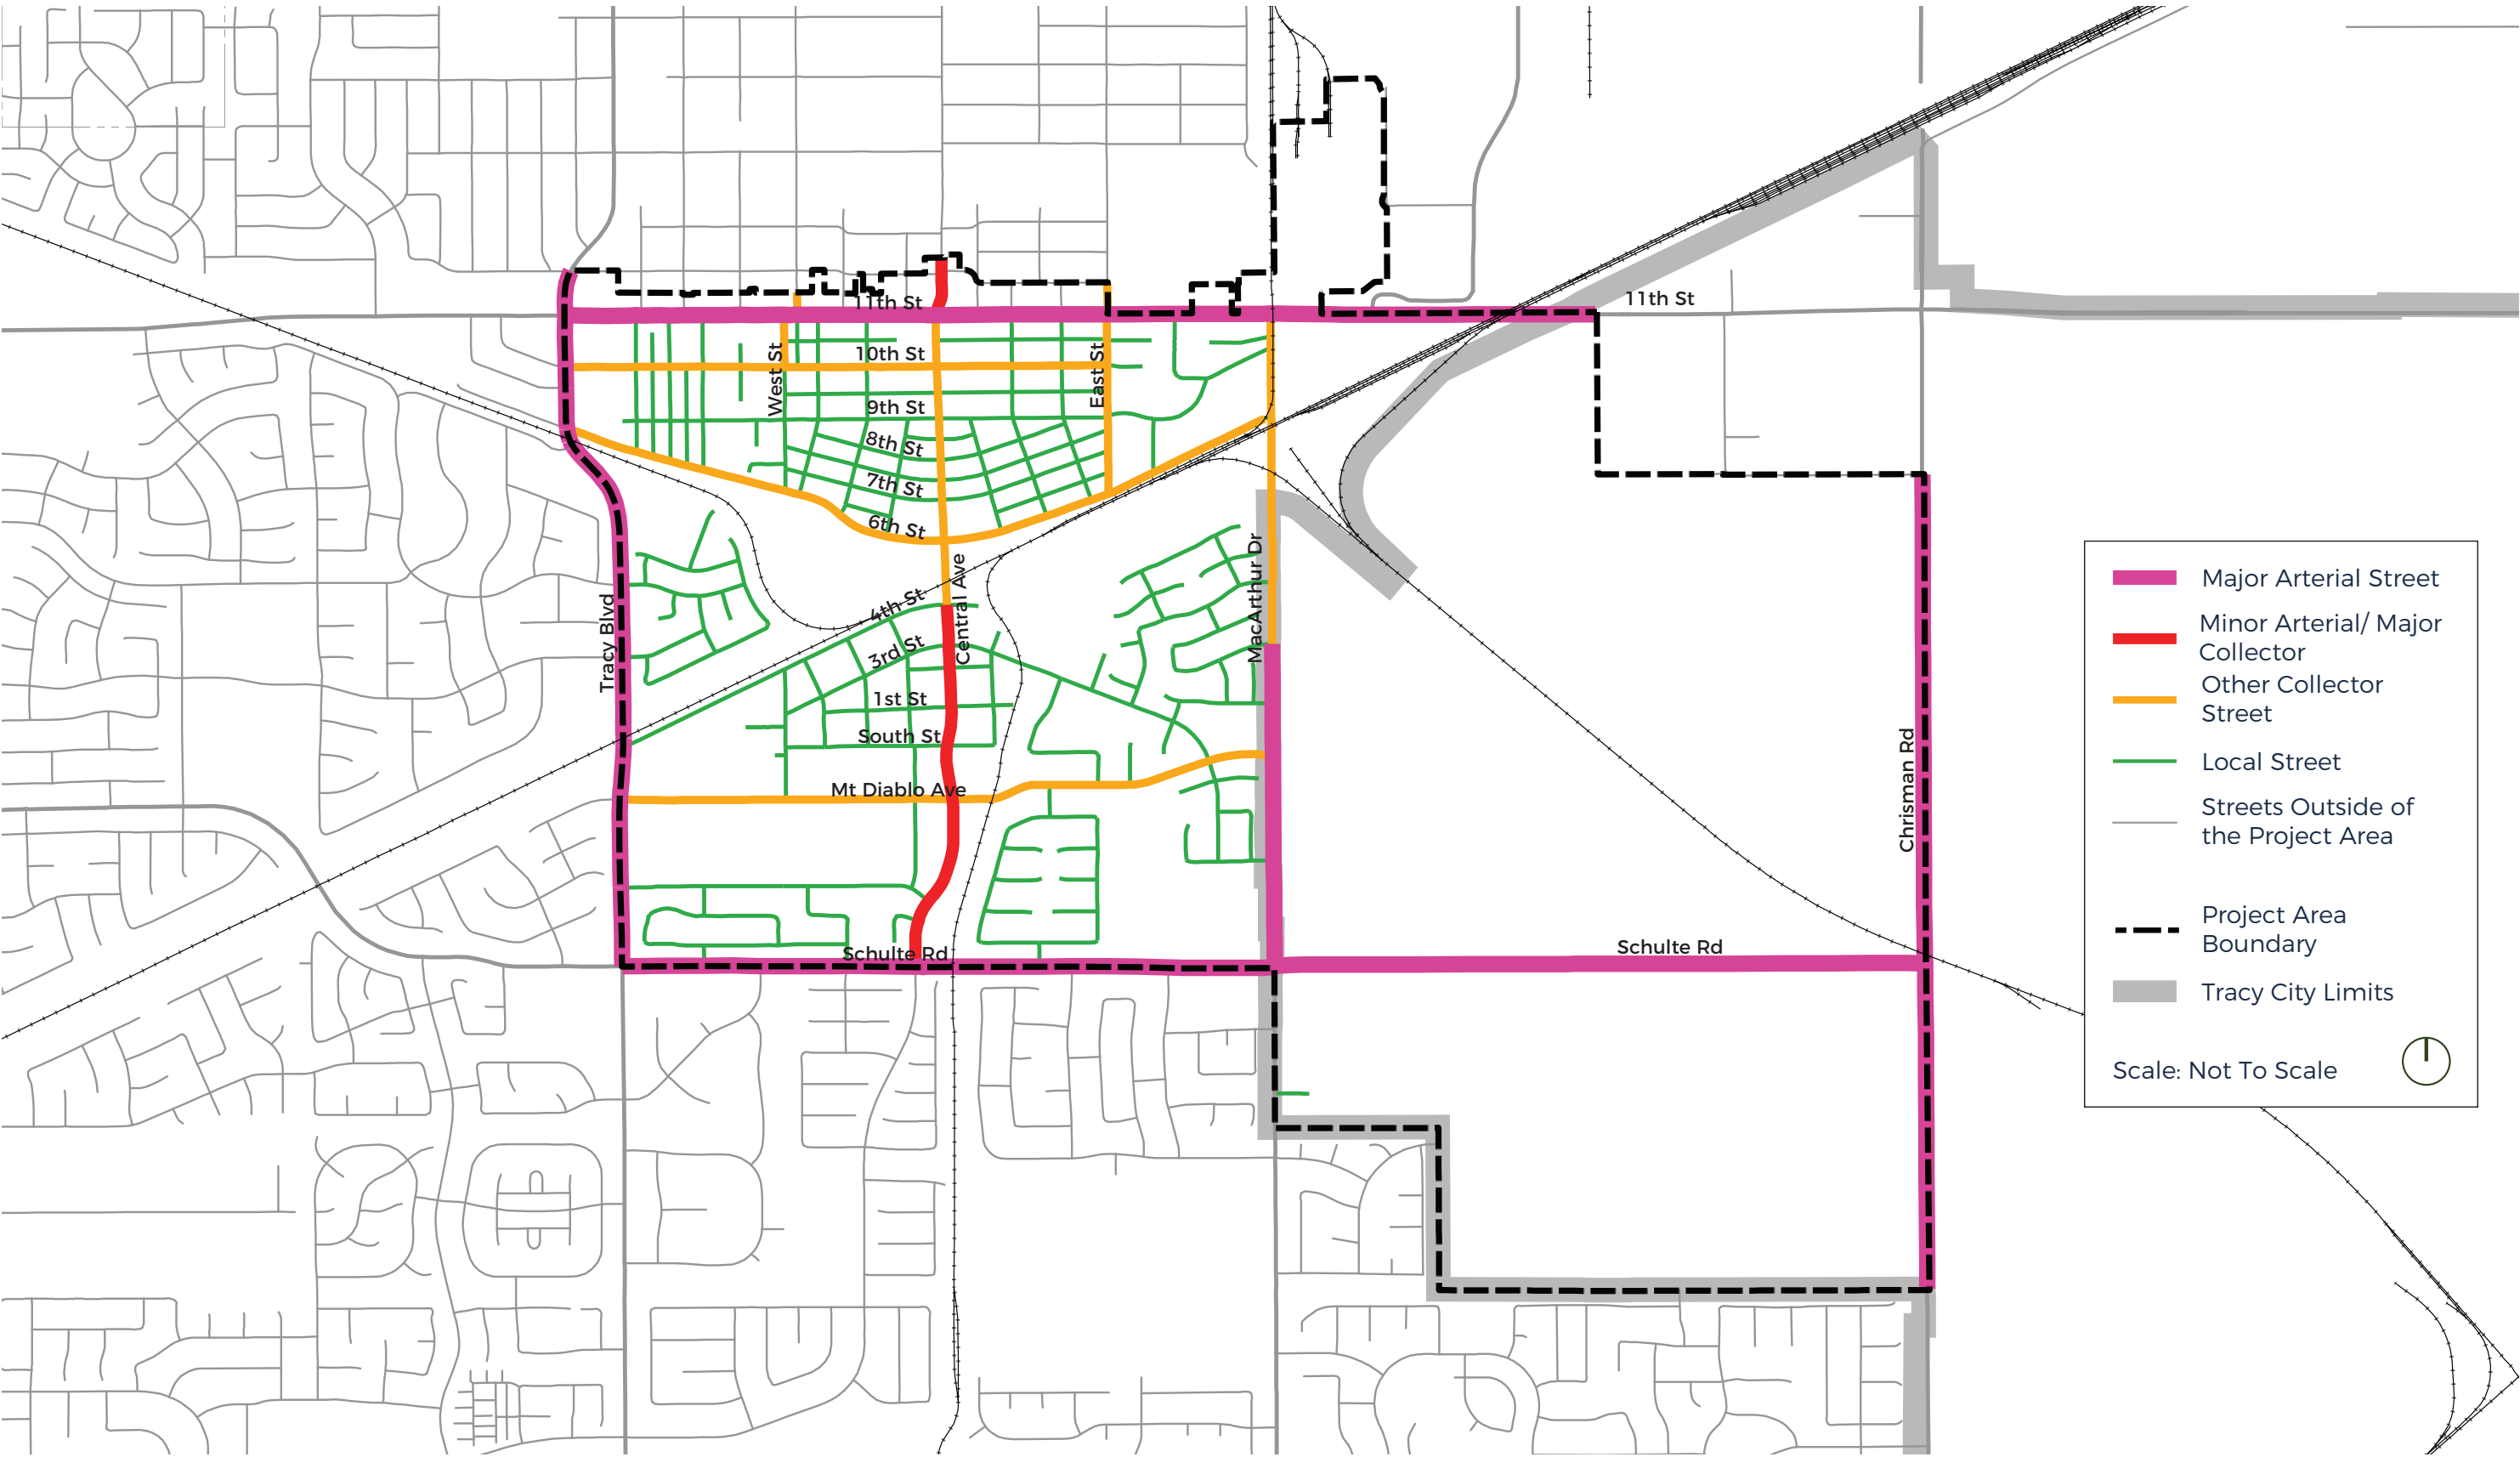 11th St
11th St
10th St
West St
East St
9th St
8th St
7th St
6th St
Central Ave
4th St
MacArthur Dr
Tracy Blvd
3rd St
1st St
South St
Mt Diablo Ave
Chrisman Rd
Schulte Rd
Schulte Rd
Major Arterial Street
Minor Arterial/ Major
Collector
Other Collector
Street
Local Street
Streets Outside of
the Project Area
Project Area
Boundary
Tracy City Limits
Scale: Not To Scale